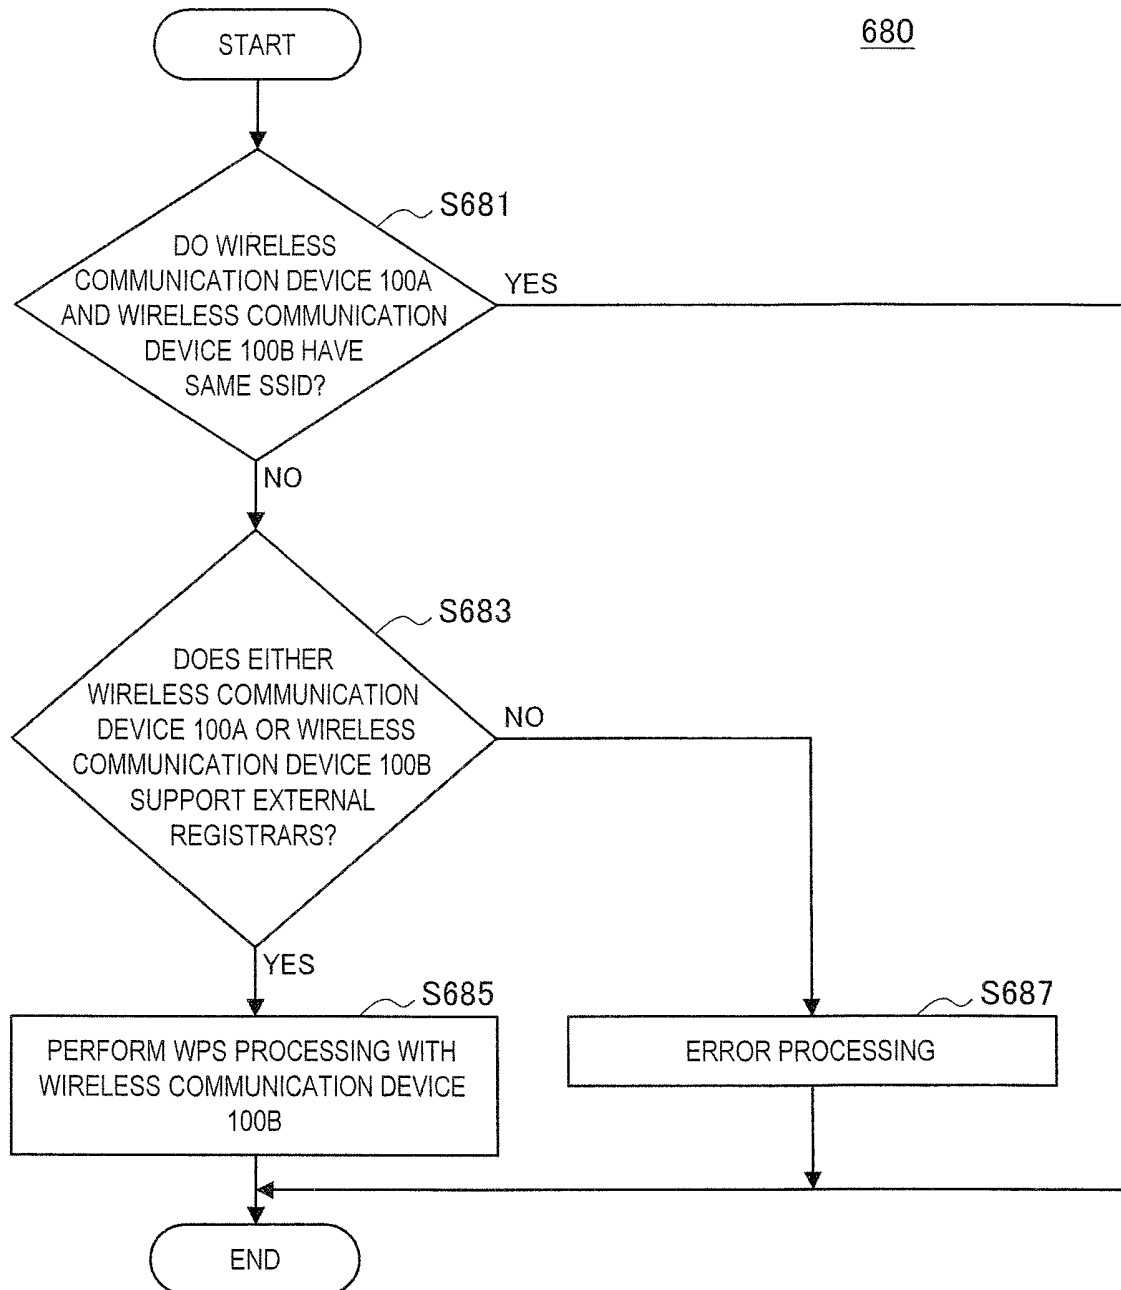 START
680
S681
DO WIRELESS
COMMUNICATION DEVICE 100A
AND WIRELESS COMMUNICATION
DEVICE 100B HAVE
SAME SSID?
YES
NO
S683
DOES EITHER
WIRELESS COMMUNICATION
DEVICE 100A OR WIRELESS
COMMUNICATION DEVICE 100B
SUPPORT EXTERNAL
REGISTRARS?
NO
YES
S685
PERFORM WPS PROCESSING WITH
WIRELESS COMMUNICATION DEVICE
100B
S687
ERROR PROCESSING
END